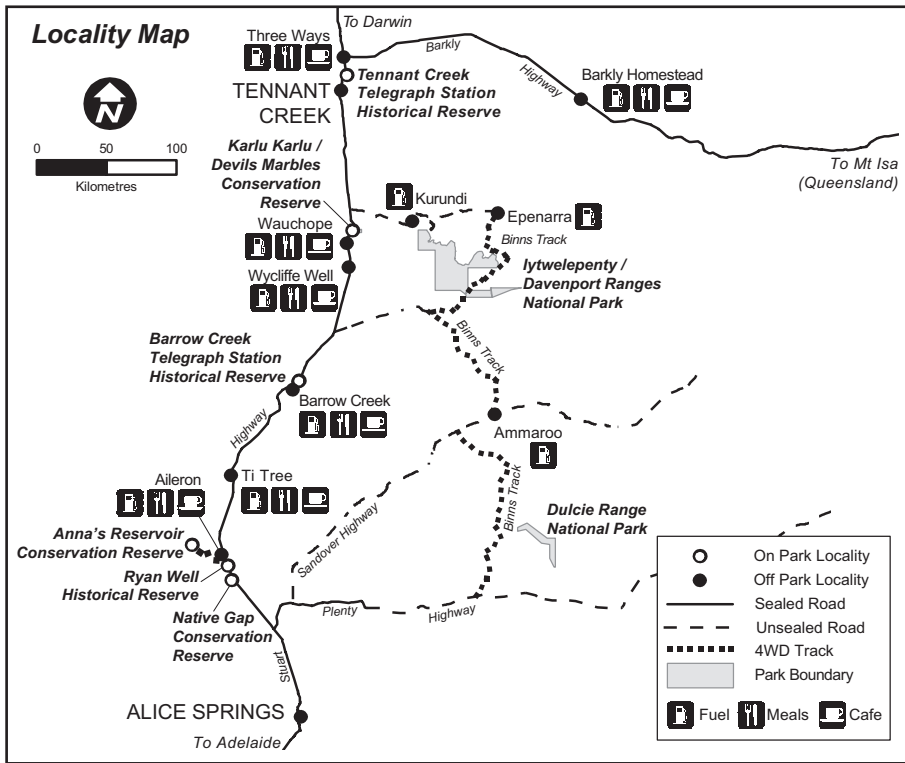 Locality Map
To Darwin
Three Ways
Barkly
Highway
Barkly Homestead
To Mt Isa
(Queensland)
N
0 50 100
Kilometres
TENNANT
CREEK
Tennant Creek
Telegraph Station
Historical Reserve
Karlu Karlu /
Devils Marbles
Conservation
Reserve
Kurundi
Epenarra
Wauchope
Binns Track
Wycliffe Well
Iytwelepenty /
Davenport Ranges
National Park
Binns Track
Barrow Creek
Telegraph Station
Historical Reserve
Barrow Creek
Highway
Ammaroo
Ti Tree
Aileron
Binns Track
Sandover Highway
Dulcie Range
National Park
Anna's Reservoir
Conservation Reserve
Ryan Well
Historical Reserve
Native Gap
Conservation
Reserve
Plenty
Highway
Stuart
ALICE SPRINGS
To Adelaide
On Park Locality
Off Park Locality
Sealed Road
Unsealed Road
4WD Track
Park Boundary
Fuel Meals Cafe